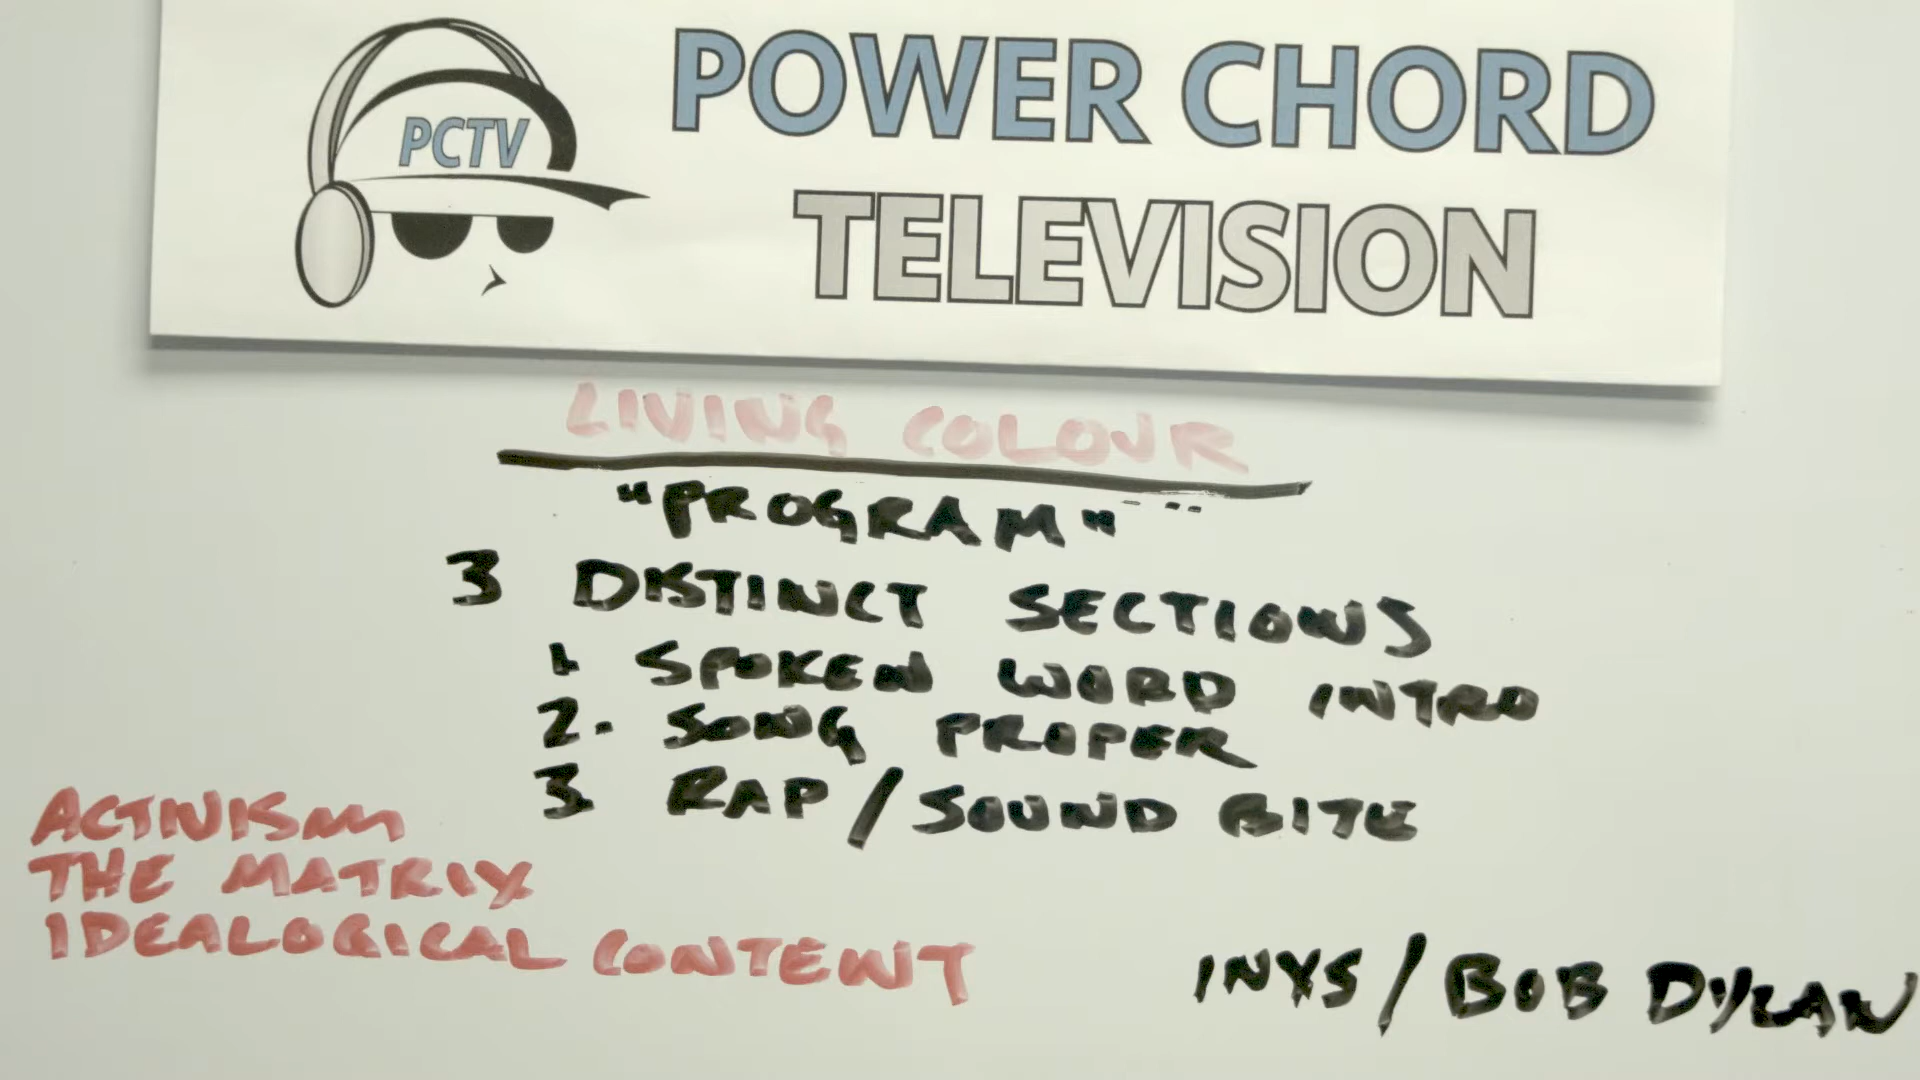 PCTV
POWER CHORD
TELEVISION
LIVING COLOUR
"PROGRAM"
3 DISTINCT SECTIONS
1. SPOKEN WORD INTRO
2. SONG PROPER
3. RAP/SOUND BITE
ACTIVISM
THE MATRIX
IDEALOGICAL CONTENT
INXS/BOB DYLAN